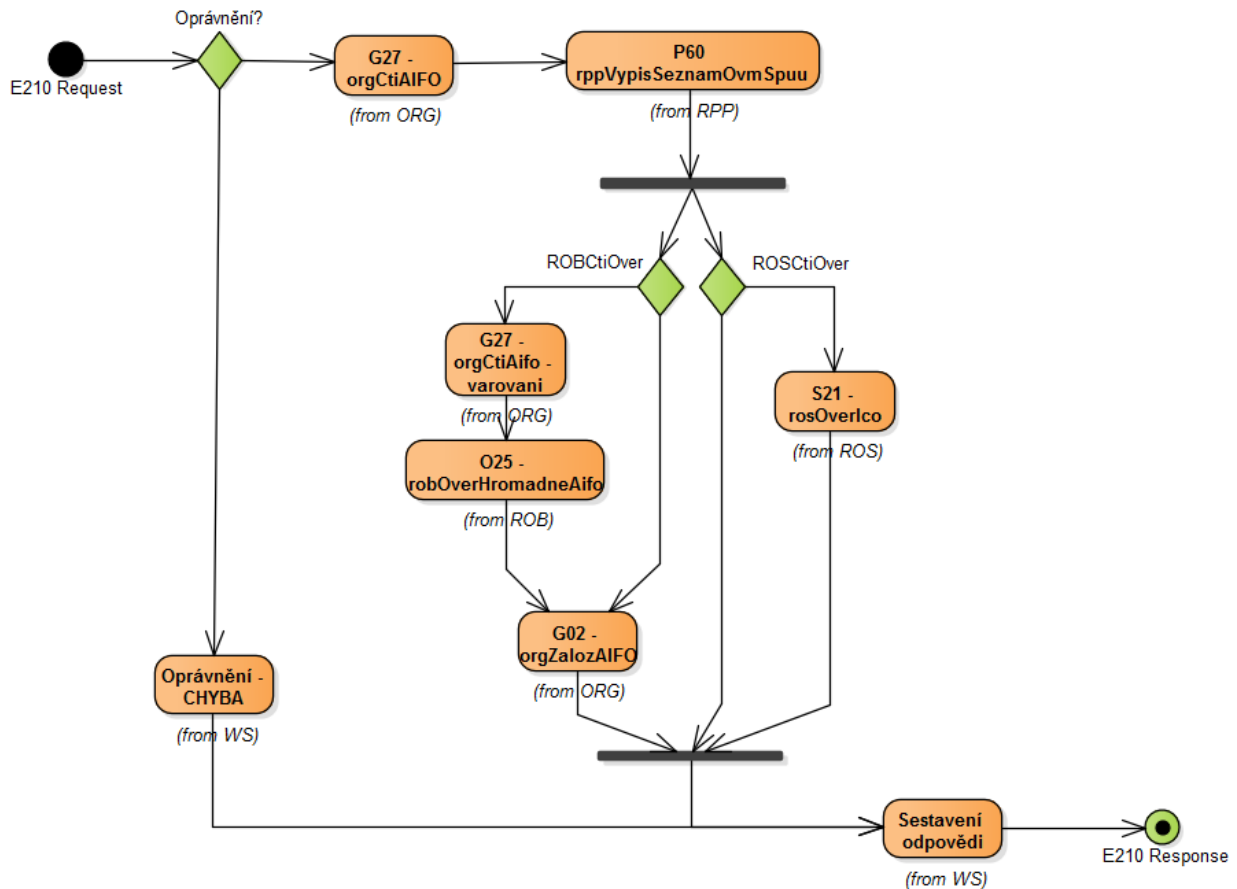 Oprávnění?
E210 Request
G27 -
orgCtiAIFO
(from ORG)
P60
rppVypisSeznamOvmSpuu
(from RPP)
ROBCtiOver
ROSCtiOver
G27 -
orgCtiAifo -
varovani
(from ORG)
S21 -
rosOverIco
(from ROS)
O25 -
robOverHromadneAifo
(from ROB)
G02 -
orgZalozAIFO
(from ORG)
Oprávnění -
CHYBA
(from WS)
Sestavení
odpovědi
(from WS)
E210 Response